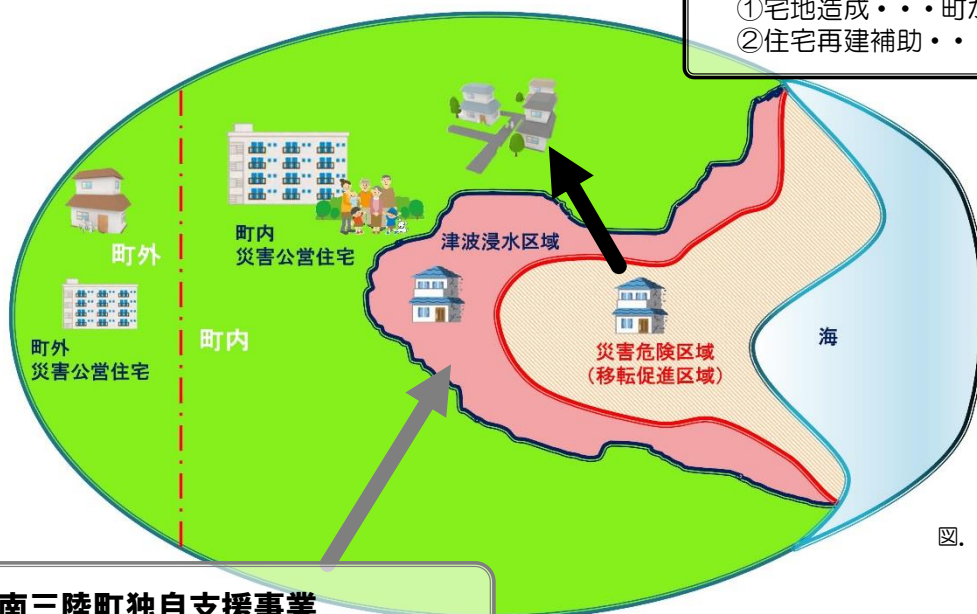 ①宅地造成・・・町が
②住宅再建補助・・
町内
災害公営住宅
津波浸水区域
町外
町外
災害公営住宅
町内
災害危険区域
（移転促進区域）
海
図．
南三陸町独自支援事業